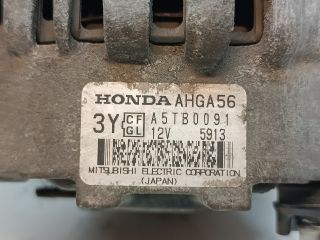 HONDA AHGA56
3Y CF GL A5TB0091
12V 5913
MITSUBISHI ELECTRIC CORPORATION
(JAPAN)